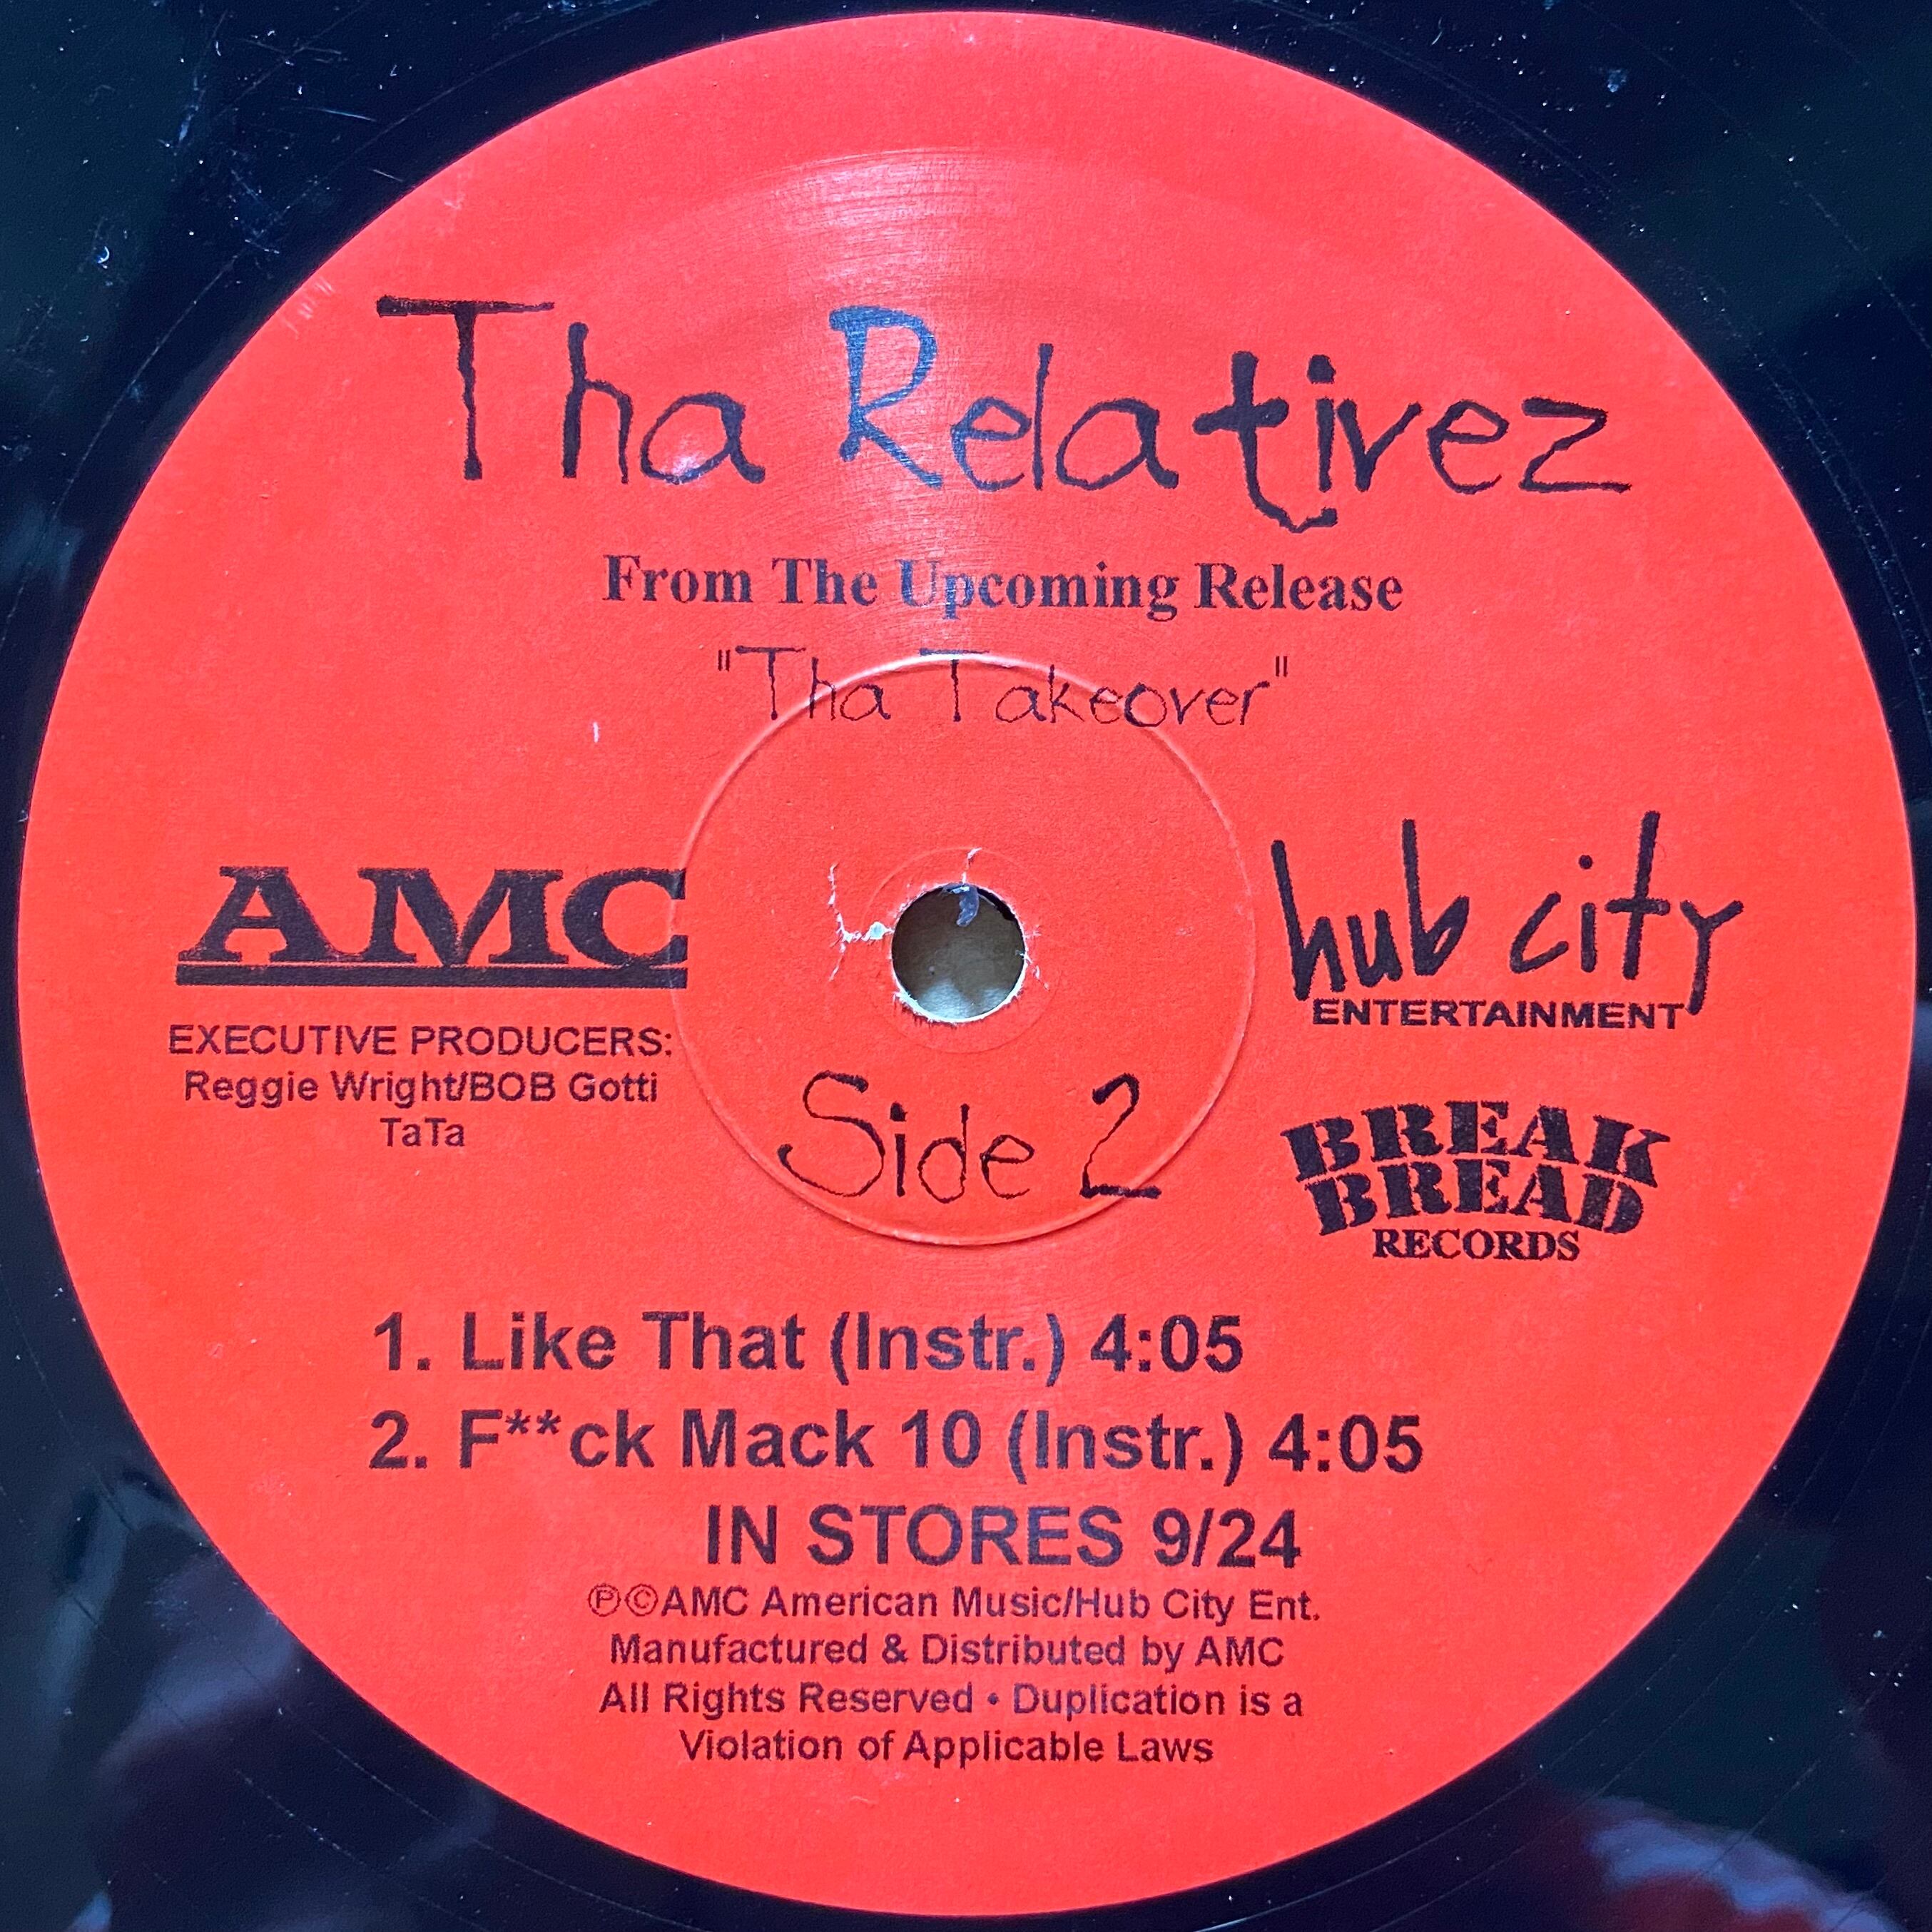 Tha Relativez
From The Upcoming Release
"Tha Takeover"
AMC
EXECUTIVE PRODUCERS:
Reggie Wright/BOB Gotti
TaTa
hub city
ENTERTAINMENT
BREAK
BREAD
RECORDS
Side 2
1. Like That (Instr.) 4:05
2. F**ck Mack 10 (Instr.) 4:05
IN STORES 9/24
℗©AMC American Music/Hub City Ent.
Manufactured & Distributed by AMC
All Rights Reserved • Duplication is a
Violation of Applicable Laws